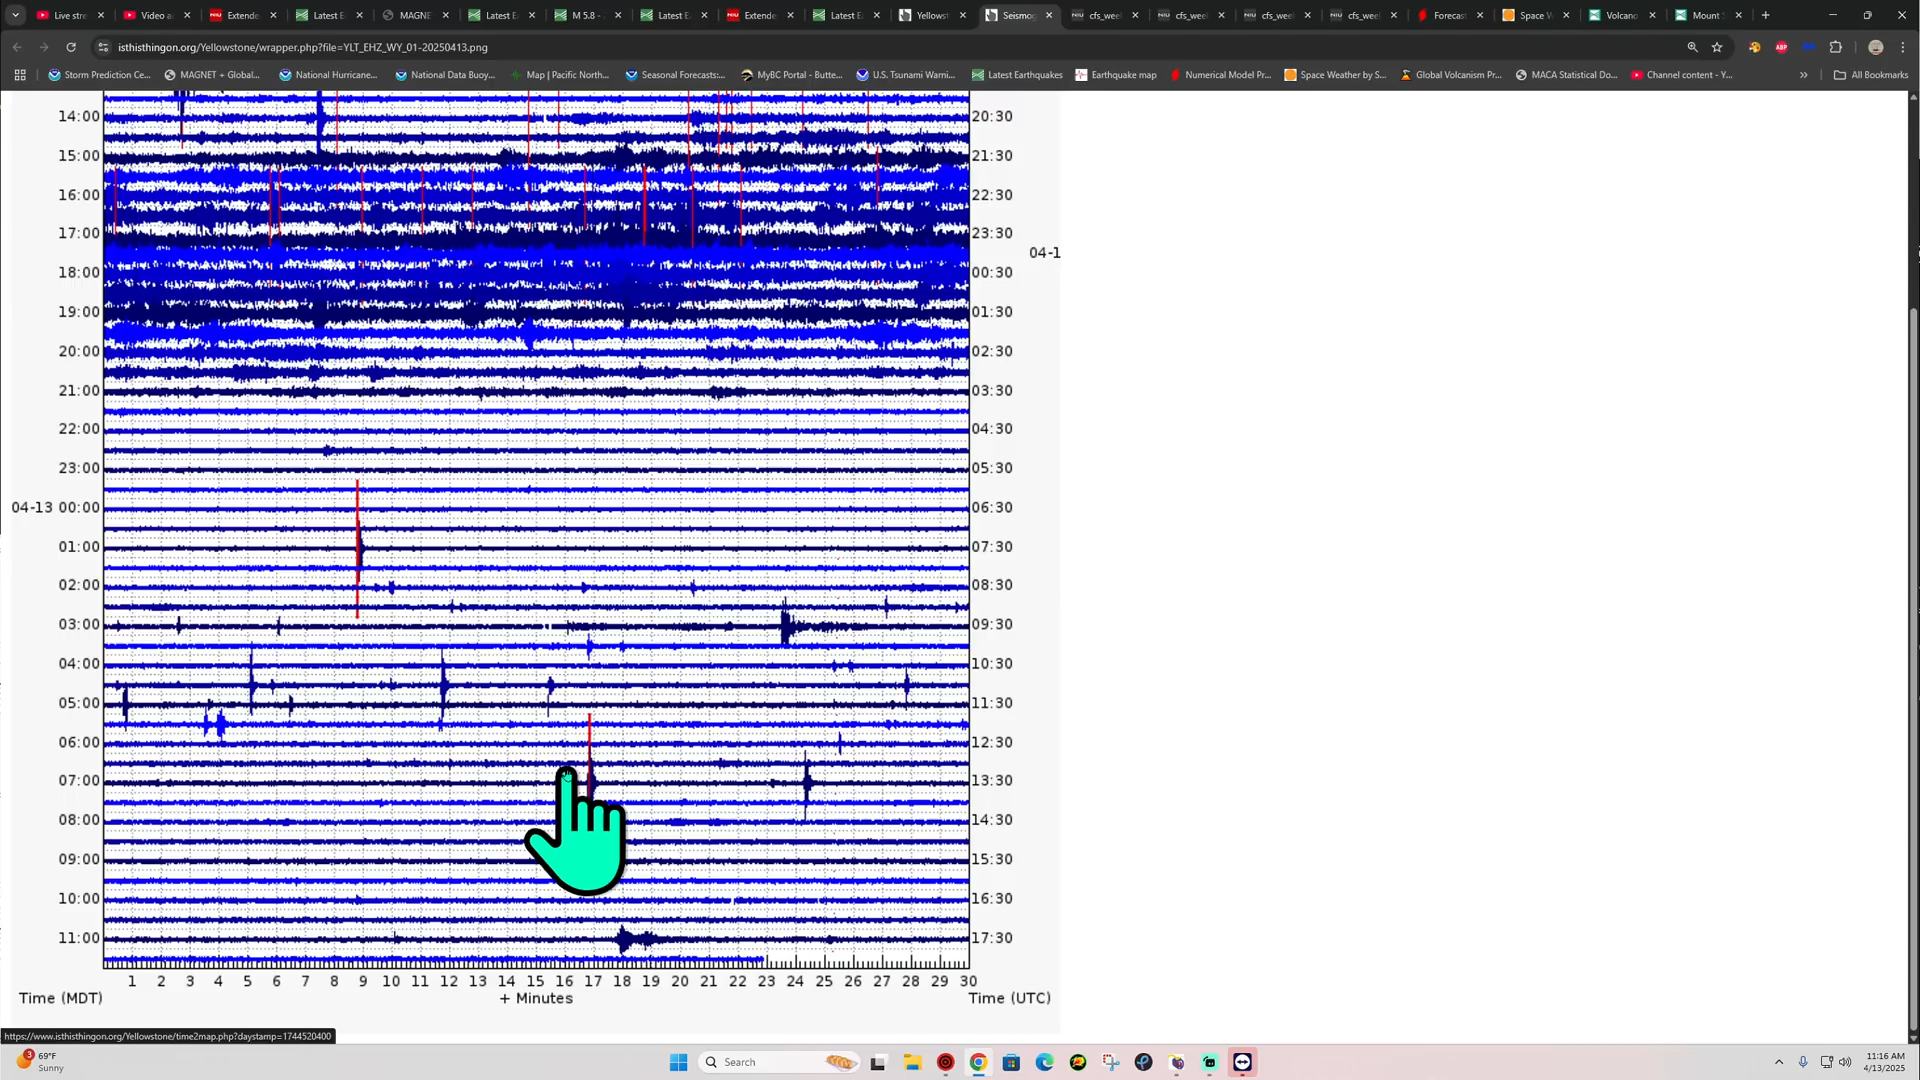 Live stre
Video a
Extende
Latest E
MAGNE
Latest E
M 5.8 -
Latest E
Extende
Latest E
Yellowst
Seismog
cfs_wee
cfs_wee
cfs_wee
cfs_wee
Forecas
Space W
Volcano
Mount S
isthisthingon.org/Yellowstone/wrapper.php?file=YLT_EHZ_WY_01-20250413.png
Storm Prediction Ce...
MAGNET + Global...
National Hurricane...
National Data Buoy...
Map | Pacific North...
Seasonal Forecasts:...
MyBC Portal - Butte...
U.S. Tsunami Warni...
Latest Earthquakes
Earthquake map
Numerical Model Pr...
Space Weather by S...
Global Volcanism Pr...
MACA Statistical Do...
Channel content - Y...
All Bookmarks
14:00 20:30
15:00 21:30
16:00 22:30
17:00 23:30
04-1
18:00 00:30
19:00 01:30
20:00 02:30
21:00 03:30
22:00 04:30
23:00 05:30
04-13 00:00 06:30
01:00 07:30
02:00 08:30
03:00 09:30
04:00 10:30
05:00 11:30
06:00 12:30
07:00 13:30
08:00 14:30
09:00 15:30
10:00 16:30
11:00 17:30
1 2 3 4 5 6 7 8 9 10 11 12 13 14 15 16 17 18 19 20 21 22 23 24 25 26 27 28 29 30
Time (MDT) + Minutes Time (UTC)
https://www.isthisthingon.org/Yellowstone/time2map.php?daystamp=1744520400
3
69°F
Sunny
Search
11:16 AM
4/13/2025